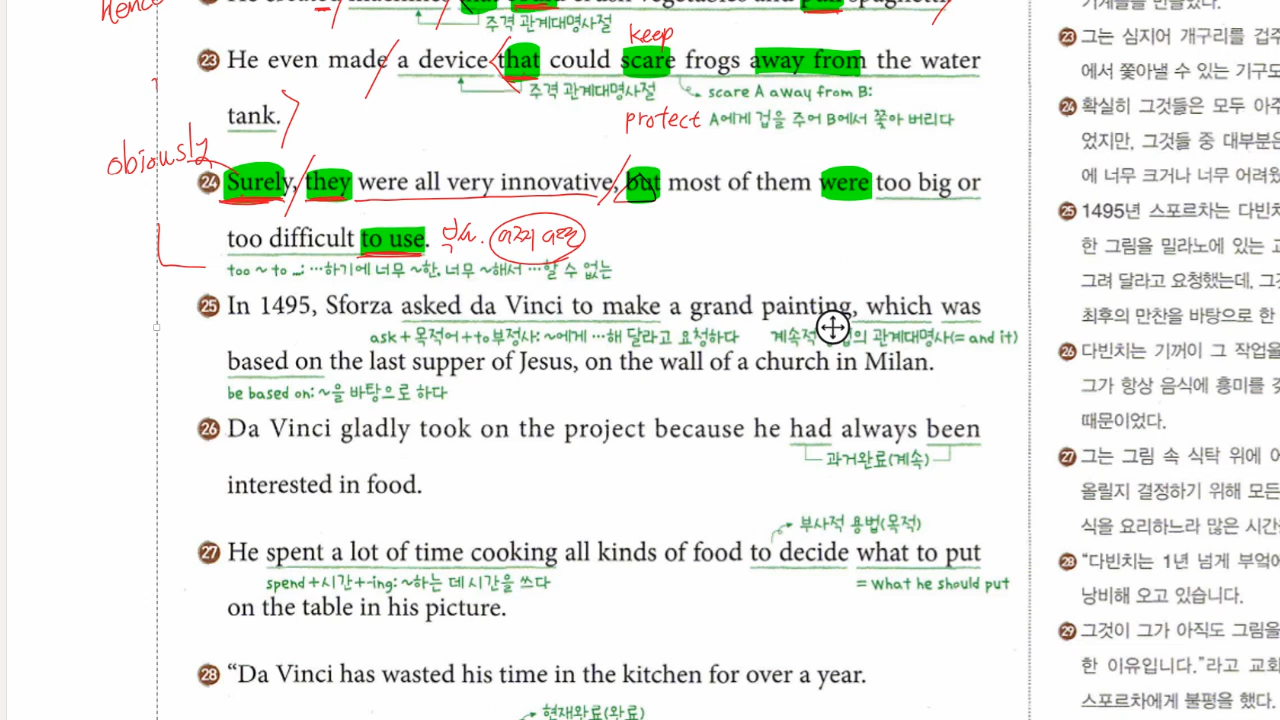 Hence
주격 관계대명사절
keep
23 He even made a device that could scare frogs away from the water
주격 관계대명사절 scare A away from B:
tank.
protect A에게 겁을 주어 B에서 쫓아 버리다
obiously
24 Surely, they were all very innovative, but most of them were too big or
too difficult to use. 부사.
too ~ to ...: …하기에 너무 ~한, 너무 ~해서 …할 수 없는
25 In 1495, Sforza asked da Vinci to make a grand painting, which was
ask+목적어+to부정사: ~에게 …해 달라고 요청하다 계속적 의 관계대명사(= and it)
based on the last supper of Jesus, on the wall of a church in Milan.
be based on: ~을 바탕으로 하다
26 Da Vinci gladly took on the project because he had always been
과거완료(계속)
interested in food.
부사적 용법(목적)
27 He spent a lot of time cooking all kinds of food to decide what to put
spend+시간+-ing: ~하는 데 시간을 쓰다 = what he should put
on the table in his picture.
28 “Da Vinci has wasted his time in the kitchen for over a year.
현재완료(완료)
23 그는 심지어 개구리를 겁주
에서 쫓아낼 수 있는 기구도
24 확실히 그것들은 모두 아주
었지만, 그것들 중 대부분은
에 너무 크거나 너무 어려웠
25 1495년 스포르차는 다빈치
한 그림을 밀라노에 있는 교
그려 달라고 요청했는데, 그것
최후의 만찬을 바탕으로 한
26 다빈치는 기꺼이 그 작업을
그가 항상 음식에 흥미를 갖
때문이었다.
27 그는 그림 속 식탁 위에 어
올릴지 결정하기 위해 모든
식을 요리하느라 많은 시간
28 “다빈치는 1년 넘게 부엌에
낭비해 오고 있습니다.
29 그것이 그가 아직도 그림을
한 이유입니다.”라고 교회
스포르차에게 불평을 했다.